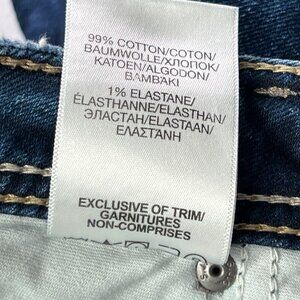 99% COTTON/COTON/
BAUMWOLLE/ХЛОПОК/
KATOEN/ALGODON/
ΒΑΜΒΑΚΙ
1% ELASTANE/
ÉLASTHANNE/ELASTHAN/
ЭЛАСТАН/ELASTAAN/
ΕΛΑΣΤΑΝΗ
EXCLUSIVE OF TRIM/
GARNITURES
NON-COMPRISES